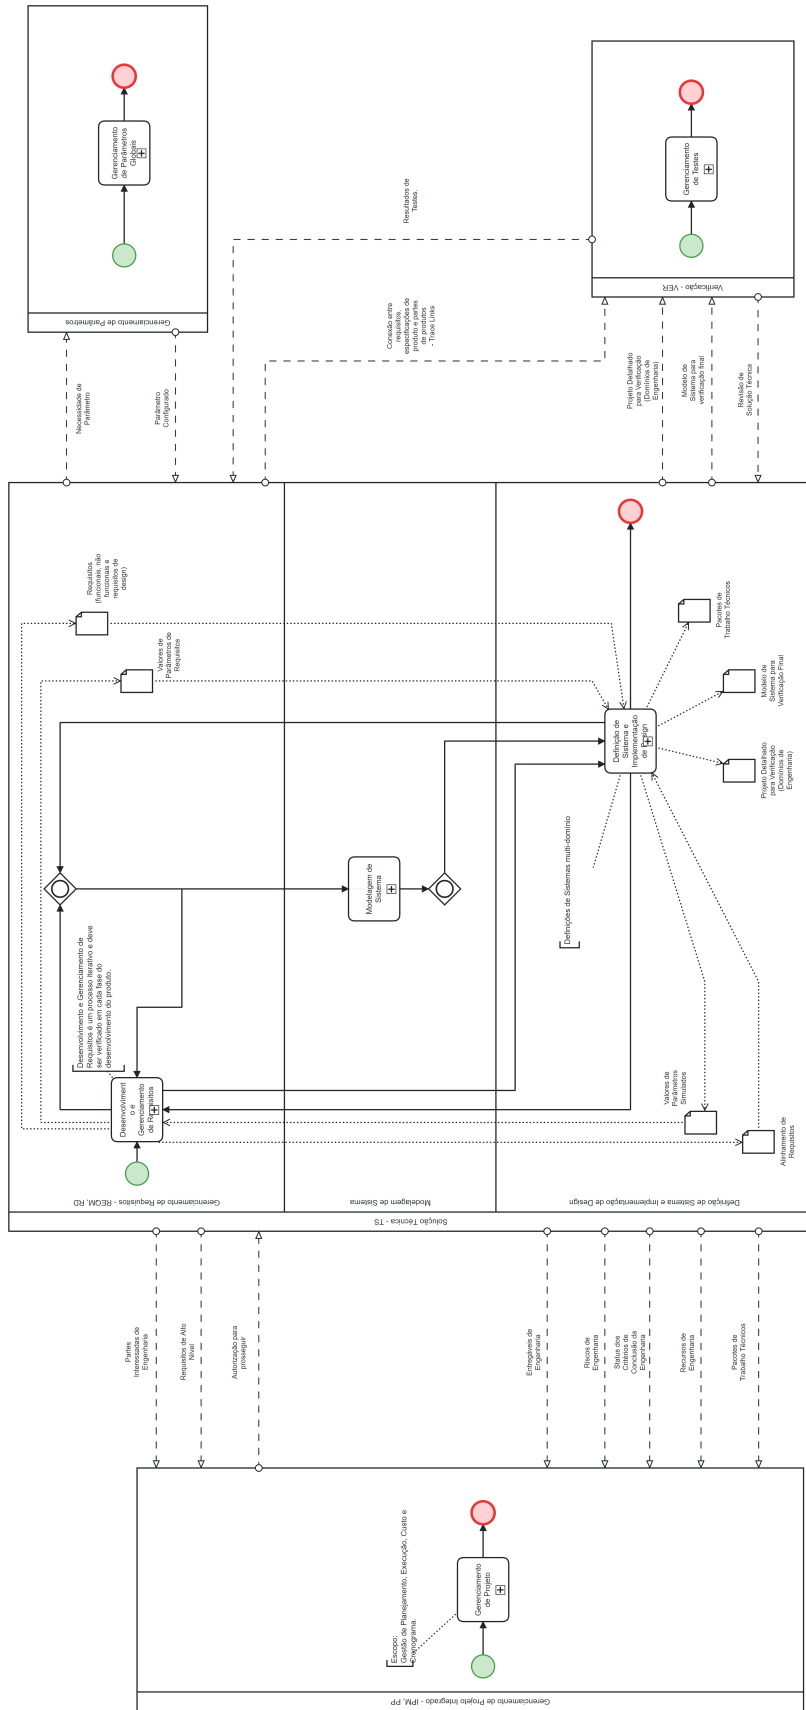 Gerenciamento
de Parâmetros
Globais
Gerenciamento de Parâmetros
Gerenciamento
de Testes
Verificação - VER
Resultados de
Testes.
Conexão entre
requisitos,
especificações de
produto e partes
de produtos
- Trace Links
Necessidade de
Parâmetro
Parâmetro
Configurado
Projeto Detalhado
para Verificação
(Domínios de
Engenharia)
Modelo de
Sistema para
verificação final
Revisão de
Solução Técnica
Requisitos
(funcionais, não
funcionais e
requisitos de
design)
Valores de
Parâmetros de
Requisitos
Pacotes de
Trabalho Técnicos
Modelo de
Sistema para
Verificação Final
Projeto Detalhado
para Verificação
(Domínios de
Engenharia)
Definição de
Sistema e
Implementação
de Design
Definições de Sistemas multi-domínio
Modelagem de
Sistema
Desenvolvimento e Gerenciamento de
Requisitos é um processo iterativo e deve
ser verificado em cada fase do
desenvolvimento do produto.
Desenvolviment
o e
Gerenciamento
de Requisitos
Valores de
Parâmetros
Simulados
Alinhamento de
Requisitos
Gerenciamento de Requisitos - REQM, RD
Modelagem de Sistema
Definição de Sistema e Implementação de Design
Solução Técnica - TS
Partes
Interessadas de
Engenharia
Requisitos de Alto
Nível
Autorização para
prosseguir
Entregáveis de
Engenharia
Riscos de
Engenharia
Status dos
Critérios de
Conclusão da
Engenharia
Recursos de
Engenharia
Pacotes de
Trabalho Técnicos
Escopo:
Gestão de Planejamento, Execução, Custo e
Cronograma.
Gerenciamento
de Projeto
Gerenciamento de Projeto Integrado - IPM, PP